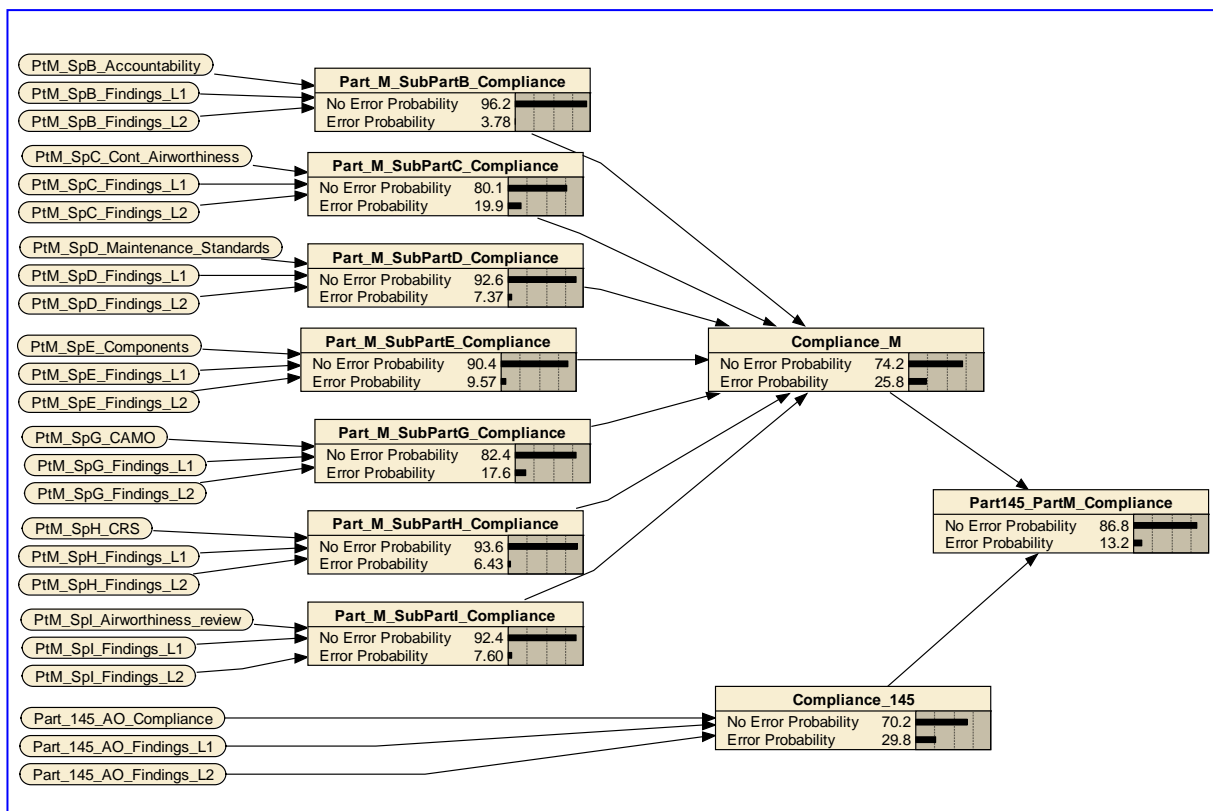 PtM_SpB_Accountability
PtM_SpB_Findings_L1
PtM_SpB_Findings_L2
Part_M_SubPartB_Compliance
No Error Probability 96.2
Error Probability 3.78
PtM_SpC_Cont_Airworthiness
PtM_SpC_Findings_L1
PtM_SpC_Findings_L2
Part_M_SubPartC_Compliance
No Error Probability 80.1
Error Probability 19.9
PtM_SpD_Maintenance_Standards
PtM_SpD_Findings_L1
PtM_SpD_Findings_L2
Part_M_SubPartD_Compliance
No Error Probability 92.6
Error Probability 7.37
PtM_SpE_Components
PtM_SpE_Findings_L1
PtM_SpE_Findings_L2
Part_M_SubPartE_Compliance
No Error Probability 90.4
Error Probability 9.57
Compliance_M
No Error Probability 74.2
Error Probability 25.8
PtM_SpG_CAMO
PtM_SpG_Findings_L1
PtM_SpG_Findings_L2
Part_M_SubPartG_Compliance
No Error Probability 82.4
Error Probability 17.6
PtM_SpH_CRS
PtM_SpH_Findings_L1
PtM_SpH_Findings_L2
Part_M_SubPartH_Compliance
No Error Probability 93.6
Error Probability 6.43
Part145_PartM_Compliance
No Error Probability 86.8
Error Probability 13.2
PtM_SpI_Airworthiness_review
PtM_SpI_Findings_L1
PtM_SpI_Findings_L2
Part_M_SubPartI_Compliance
No Error Probability 92.4
Error Probability 7.60
Part_145_AO_Compliance
Part_145_AO_Findings_L1
Part_145_AO_Findings_L2
Compliance_145
No Error Probability 70.2
Error Probability 29.8